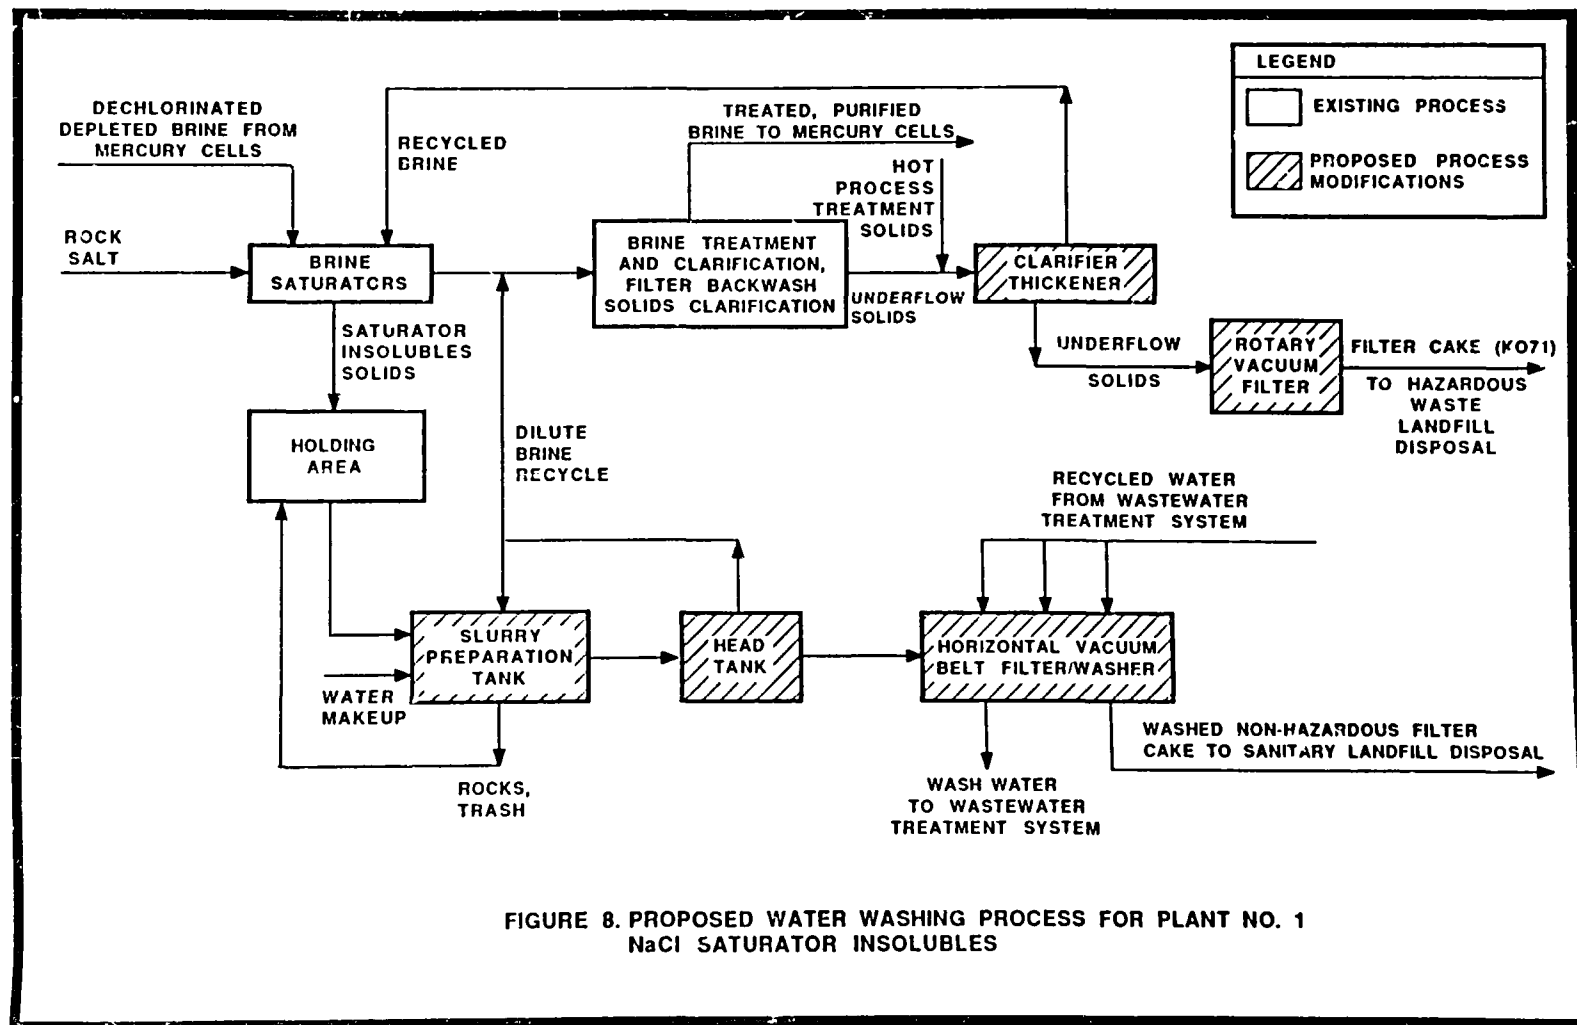 LEGEND
EXISTING PROCESS
PROPOSED PROCESS
MODIFICATIONS
DECHLORINATED
DEPLETED BRINE FROM
MERCURY CELLS
RECYCLED
BRINE
TREATED, PURIFIED
BRINE TO MERCURY CELLS
HOT
PROCESS
TREATMENT
SOLIDS
ROCK
SALT
BRINE
SATURATORS
BRINE TREATMENT
AND CLARIFICATION,
FILTER BACKWASH
SOLIDS CLARIFICATION
UNDERFLOW
SOLIDS
CLARIFIER
THICKENER
SATURATOR
INSOLUBLES
SOLIDS
UNDERFLOW
SOLIDS
ROTARY
VACUUM
FILTER
FILTER CAKE (KO71)
TO HAZARDOUS
WASTE
LANDFILL
DISPOSAL
HOLDING
AREA
DILUTE
BRINE
RECYCLE
RECYCLED WATER
FROM WASTEWATER
TREATMENT SYSTEM
SLURRY
PREPARATION
TANK
HEAD
TANK
HORIZONTAL VACUUM
BELT FILTER/WASHER
WATER
MAKEUP
ROCKS,
TRASH
WASH WATER
TO WASTEWATER
TREATMENT SYSTEM
WASHED NON-HAZARDOUS FILTER
CAKE TO SANITARY LANDFILL DISPOSAL
FIGURE 8. PROPOSED WATER WASHING PROCESS FOR PLANT NO. 1
NaCl SATURATOR INSOLUBLES